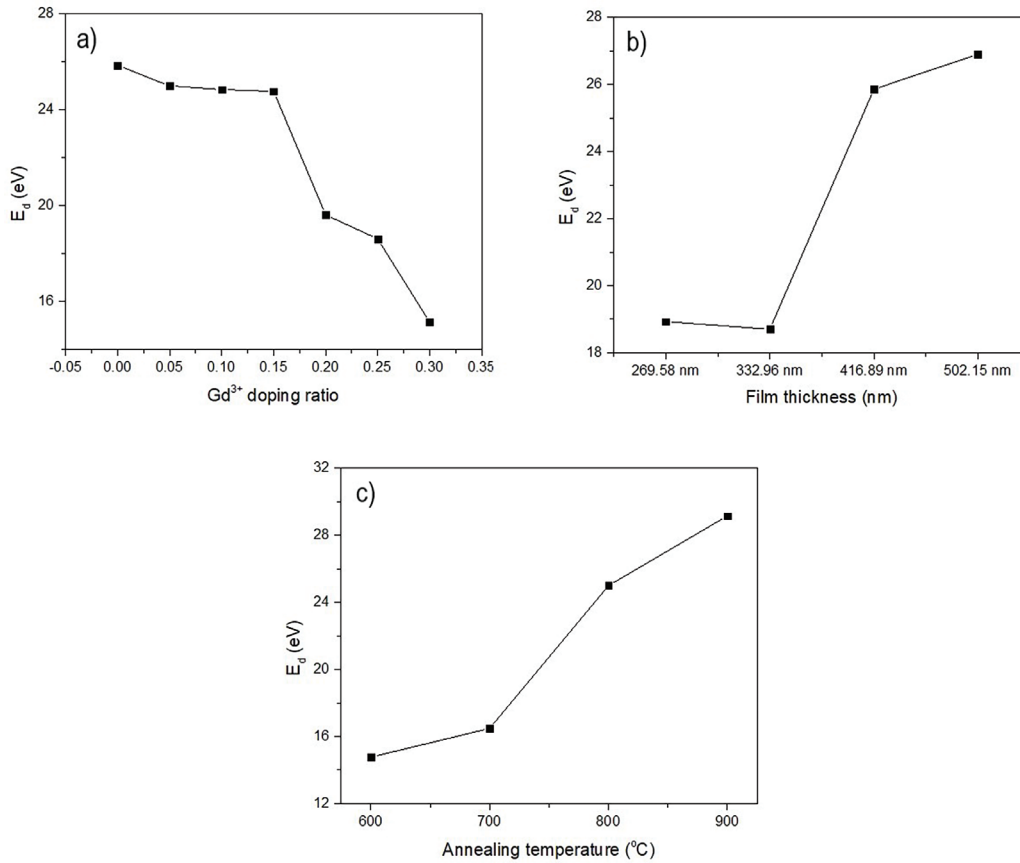 a)
28
24
20
16
E_d (eV)
-0.05 0.00 0.05 0.10 0.15 0.20 0.25 0.30 0.35
Gd³⁺ doping ratio
b)
28
26
24
22
20
18
E_d (eV)
269.58 nm 332.96 nm 416.89 nm 502.15 nm
Film thickness (nm)
c)
32
28
24
20
16
12
E_d (eV)
600 700 800 900
Annealing temperature (°C)